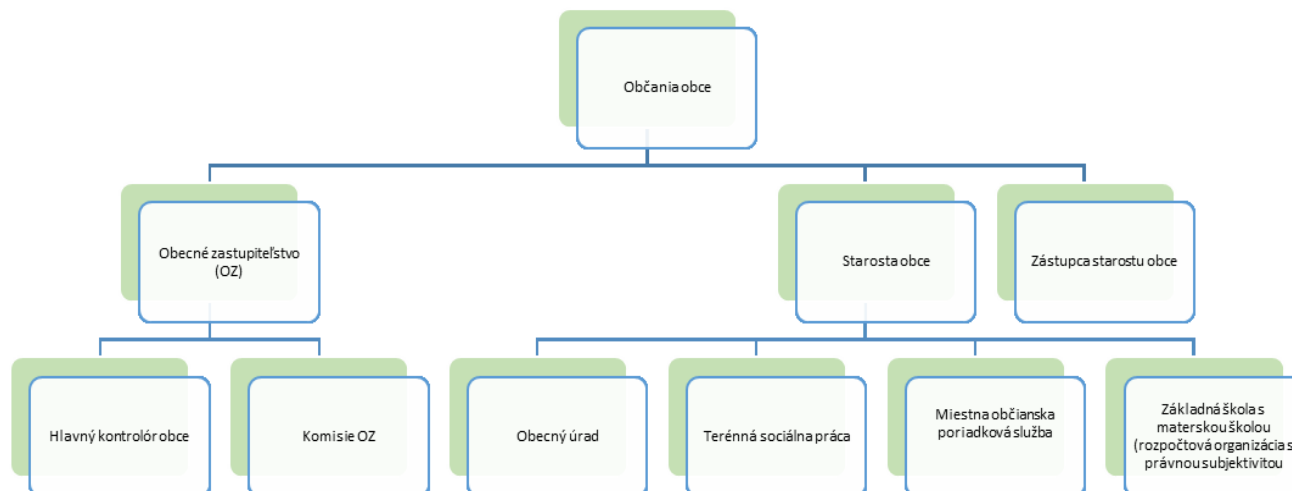 Občania obce
Obecné zastupiteľstvo
(OZ)
Starosta obce
Zástupca starostu obce
Hlavný kontrolór obce
Komisie OZ
Obecný úrad
Terénná sociálna práca
Miestna občianska
poriadková služba
Základná škola s
materskou školou
(rozpočtová organizácia s
právnou subjektivitou